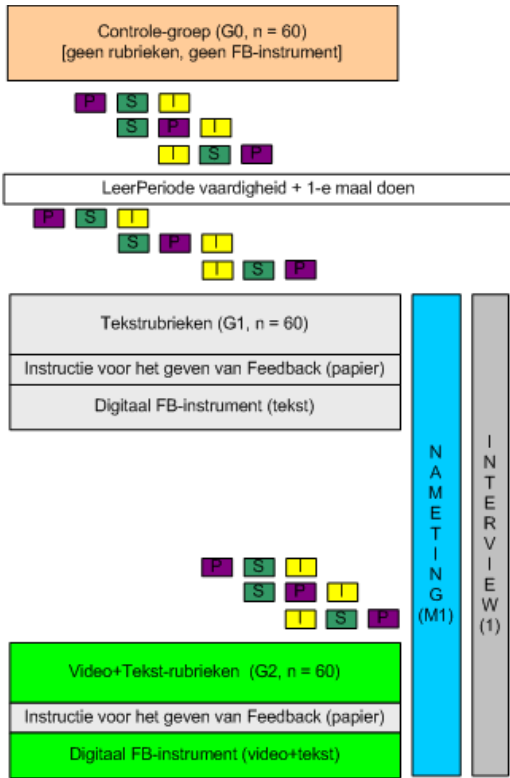 Controle-groep (G0, n = 60)
[geen rubrieken, geen FB-instrument]
P S I
S P I
I S P
LeerPeriode vaardigheid + 1-e maal doen
P S I
S P I
I S P
Tekstrubrieken (G1, n = 60)
Instructie voor het geven van Feedback (papier)
Digitaal FB-instrument (tekst)
NAMETING
(M1)
INTERVIEW
(1)
P S I
S P I
I S P
Video+Tekst-rubrieken (G2, n = 60)
Instructie voor het geven van Feedback (papier)
Digitaal FB-instrument (video+tekst)